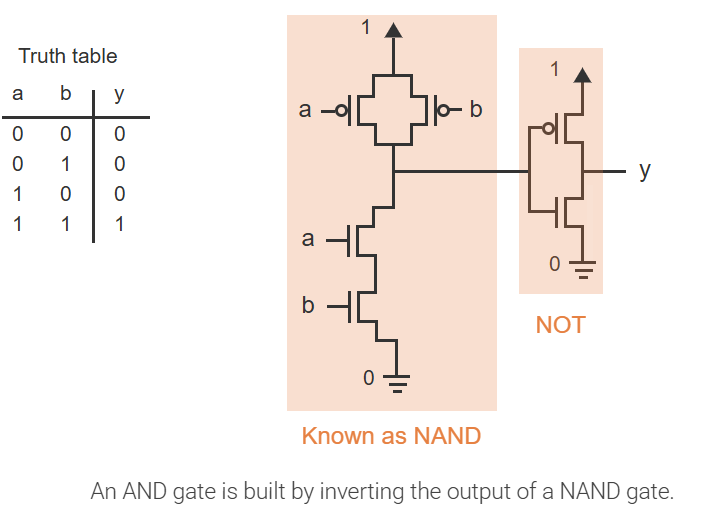 Truth table
a b y
0 0 0
0 1 0
1 0 0
1 1 1
1
a b
a
b
0
Known as NAND
1
y
0
NOT
An AND gate is built by inverting the output of a NAND gate.